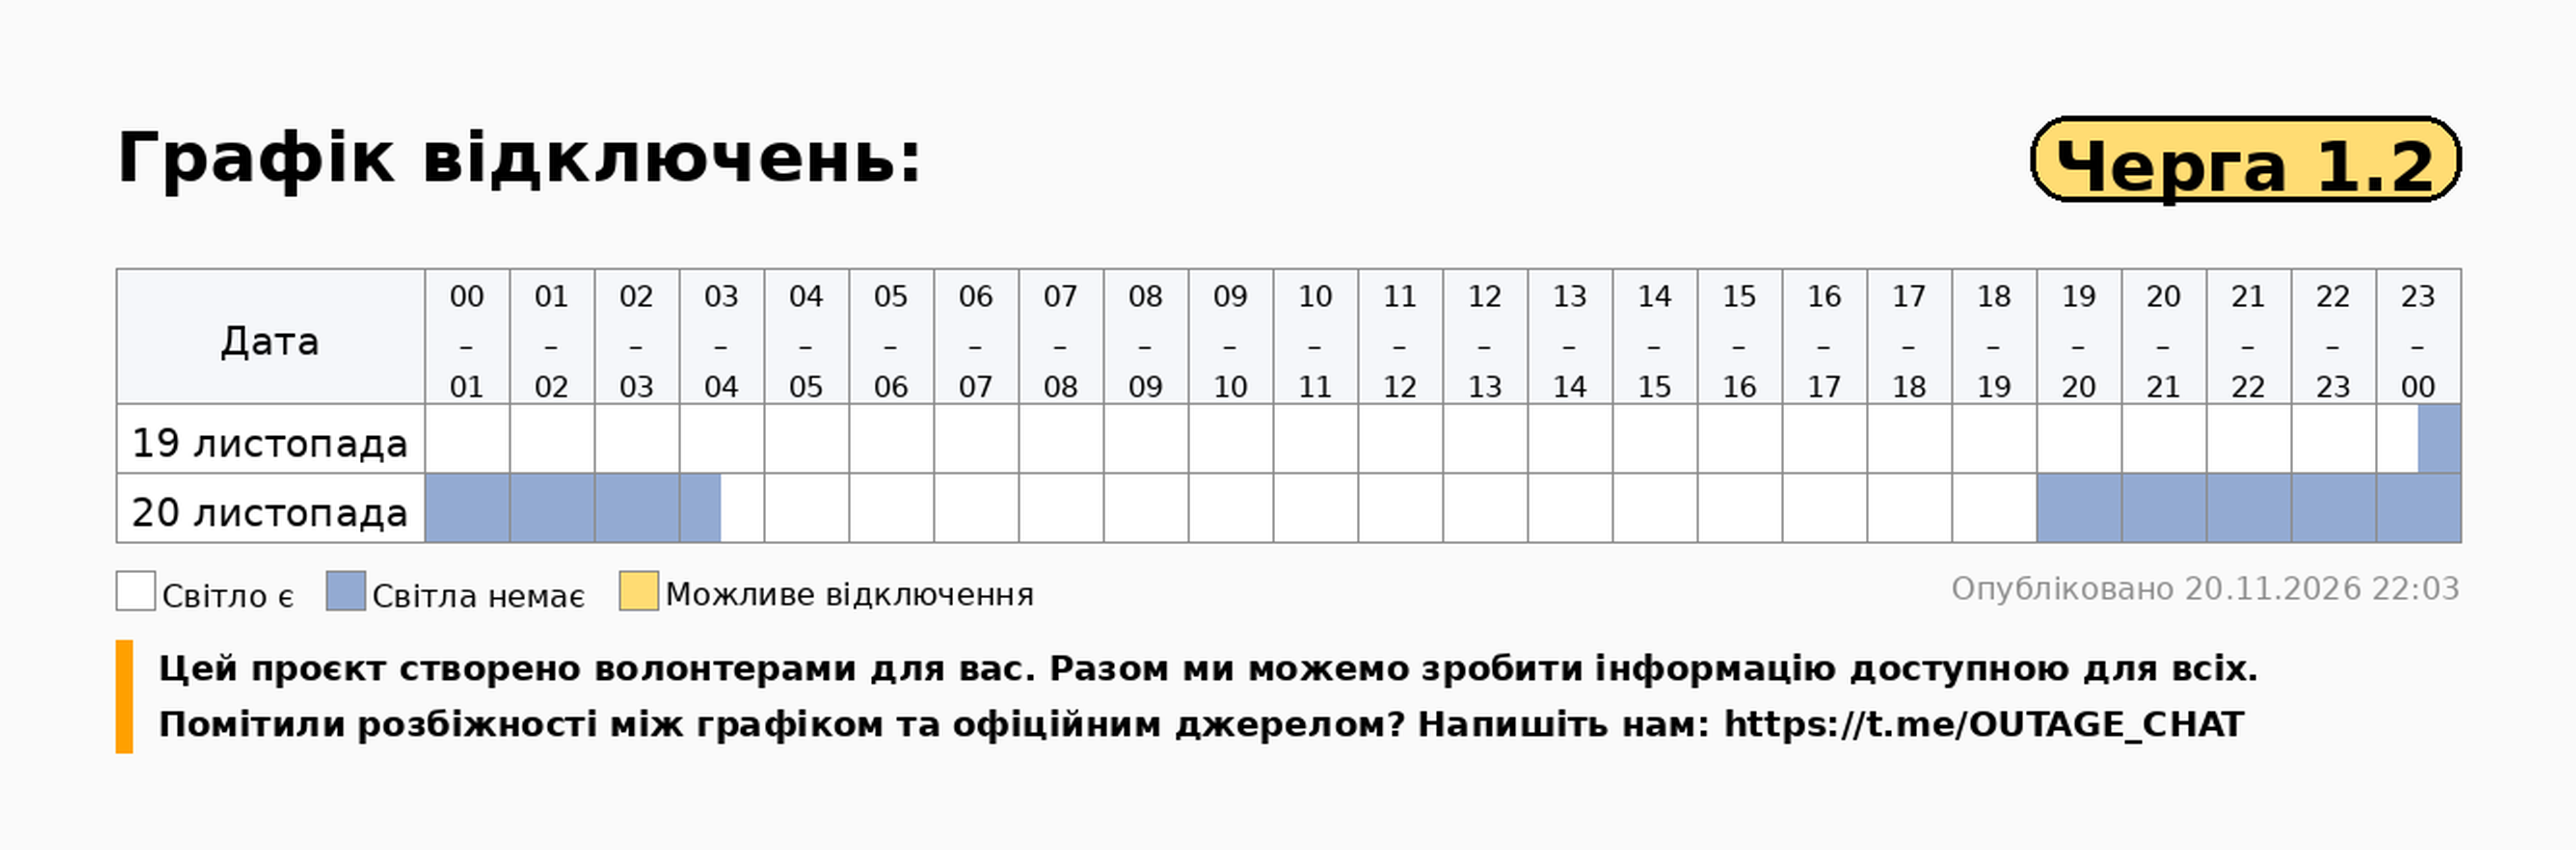 Графік відключень:
Черга 1.2
Дата 00 – 01 01 – 02 02 – 03 03 – 04 04 – 05 05 – 06 06 – 07 07 – 08 08 – 09 09 – 10 10 – 11 11 – 12 12 – 13 13 – 14 14 – 15 15 – 16 16 – 17 17 – 18 18 – 19 19 – 20 20 – 21 21 – 22 22 – 23 23 – 00
19 листопада
20 листопада
Світло є Світла немає Можливе відключення
Опубліковано 20.11.2026 22:03
Цей проєкт створено волонтерами для вас. Разом ми можемо зробити інформацію доступною для всіх.
Помітили розбіжності між графіком та офіційним джерелом? Напишіть нам: https://t.me/OUTAGE_CHAT